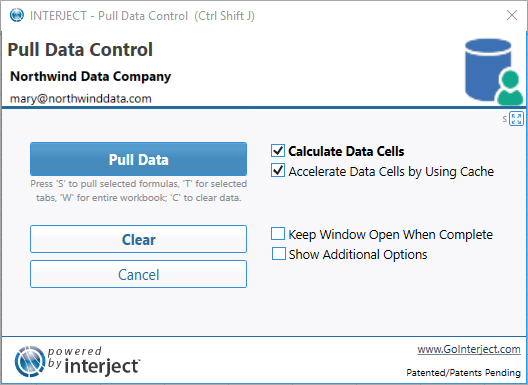 INTERJECT - Pull Data Control (Ctrl Shift J)
Pull Data Control
Northwind Data Company
mary@northwinddata.com
S
Pull Data
Press 'S' to pull selected formulas, 'T' for selected
tabs, 'W' for entire workbook; 'C' to clear data.
Clear
Cancel
Calculate Data Cells
Accelerate Data Cells by Using Cache
Keep Window Open When Complete
Show Additional Options
powered
by interject
www.GoInterject.com
Patented/Patents Pending